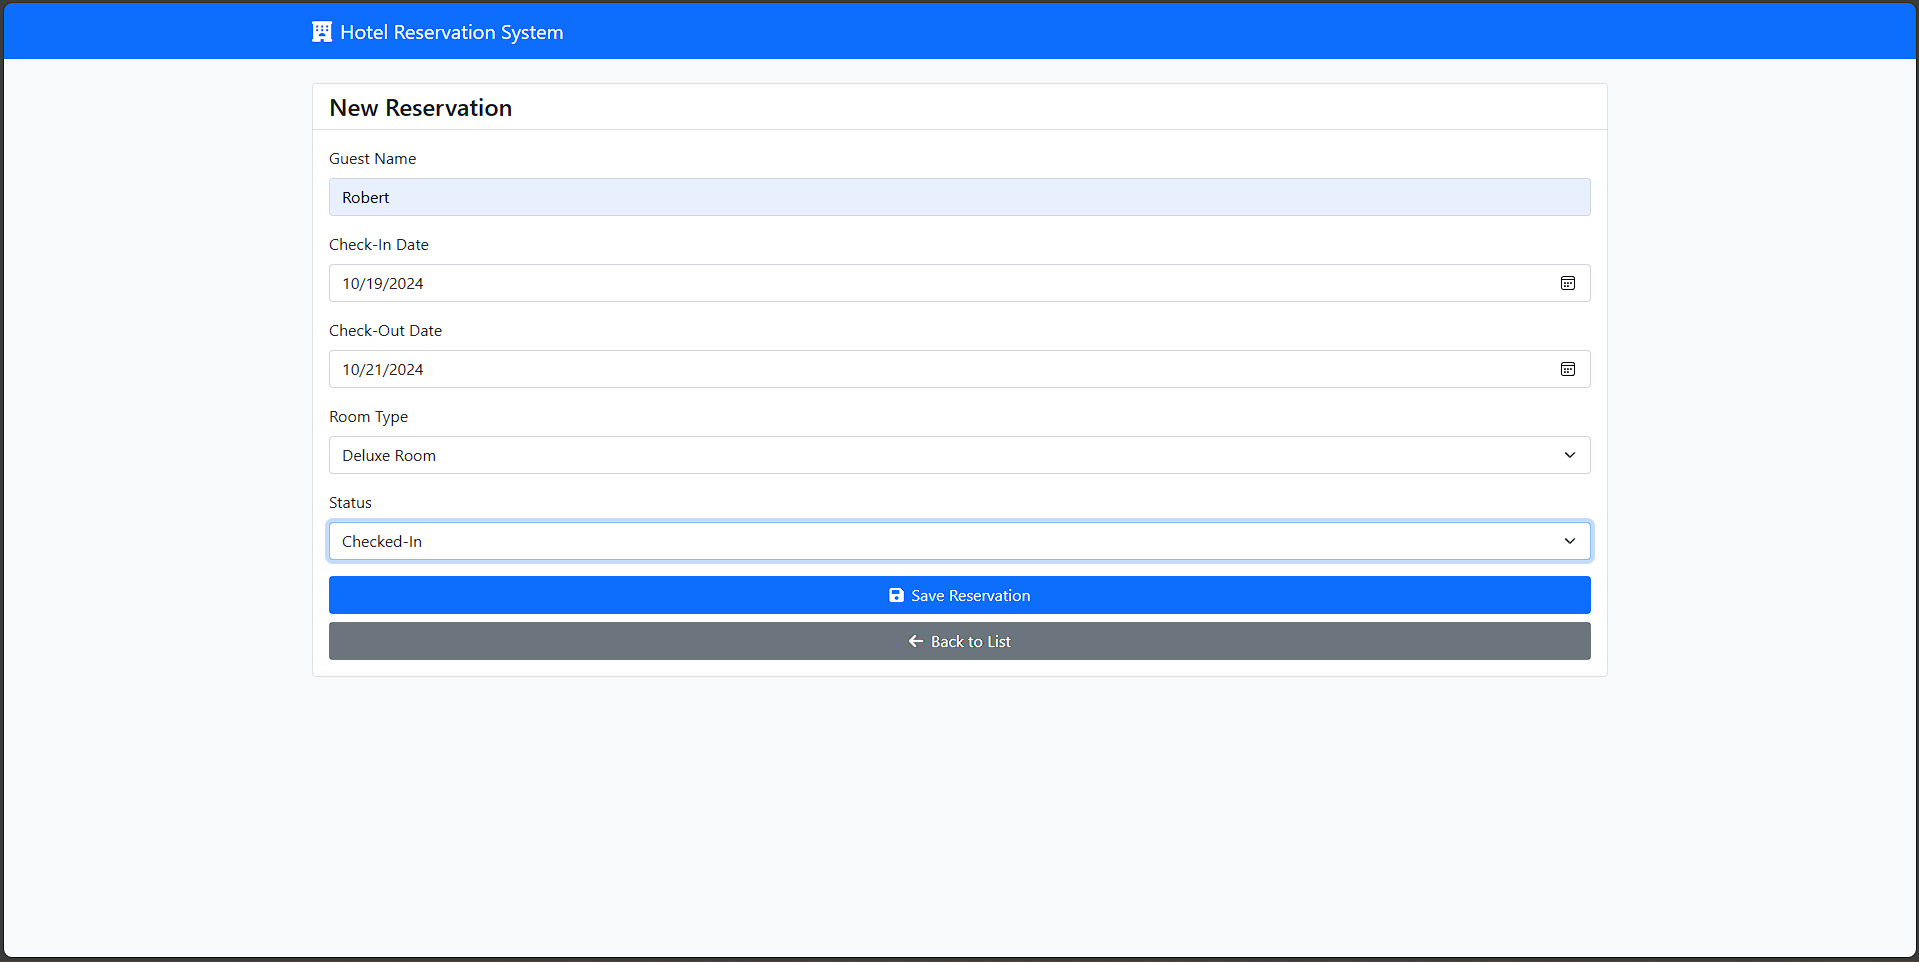 Hotel Reservation System
New Reservation
Guest Name
Robert
Check-In Date
10/19/2024
Check-Out Date
10/21/2024
Room Type
Deluxe Room
Status
Checked-In
Save Reservation
Back to List